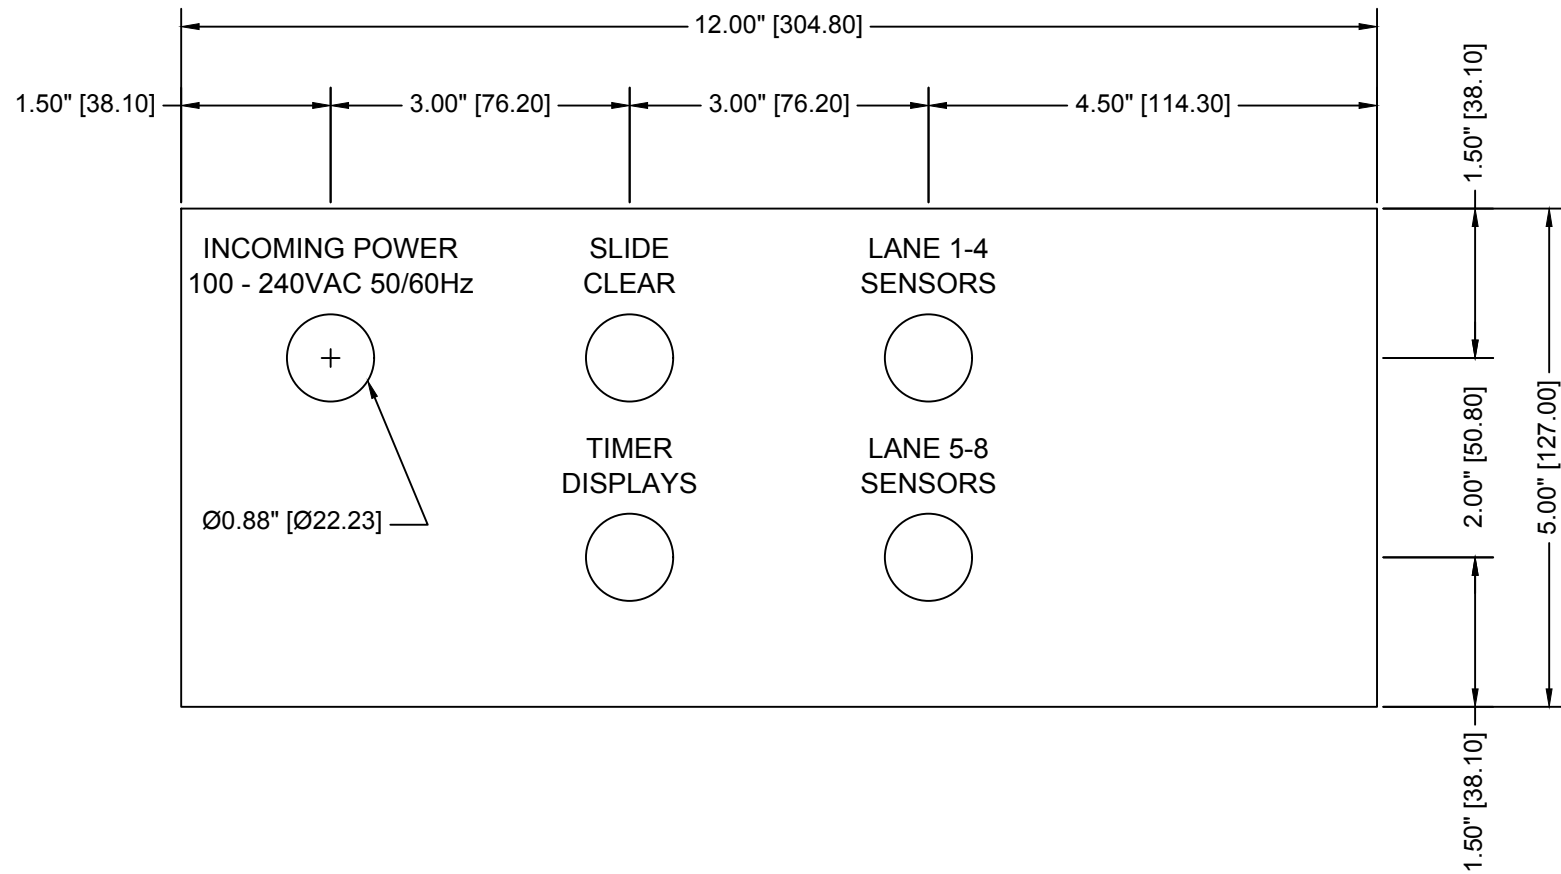 12.00" [304.80]
1.50" [38.10]
3.00" [76.20]
3.00" [76.20]
4.50" [114.30]
1.50" [38.10]
INCOMING POWER
100 - 240VAC 50/60Hz
SLIDE
CLEAR
LANE 1-4
SENSORS
TIMER
DISPLAYS
LANE 5-8
SENSORS
Ø0.88" [Ø22.23]
2.00" [50.80]
5.00" [127.00]
1.50" [38.10]